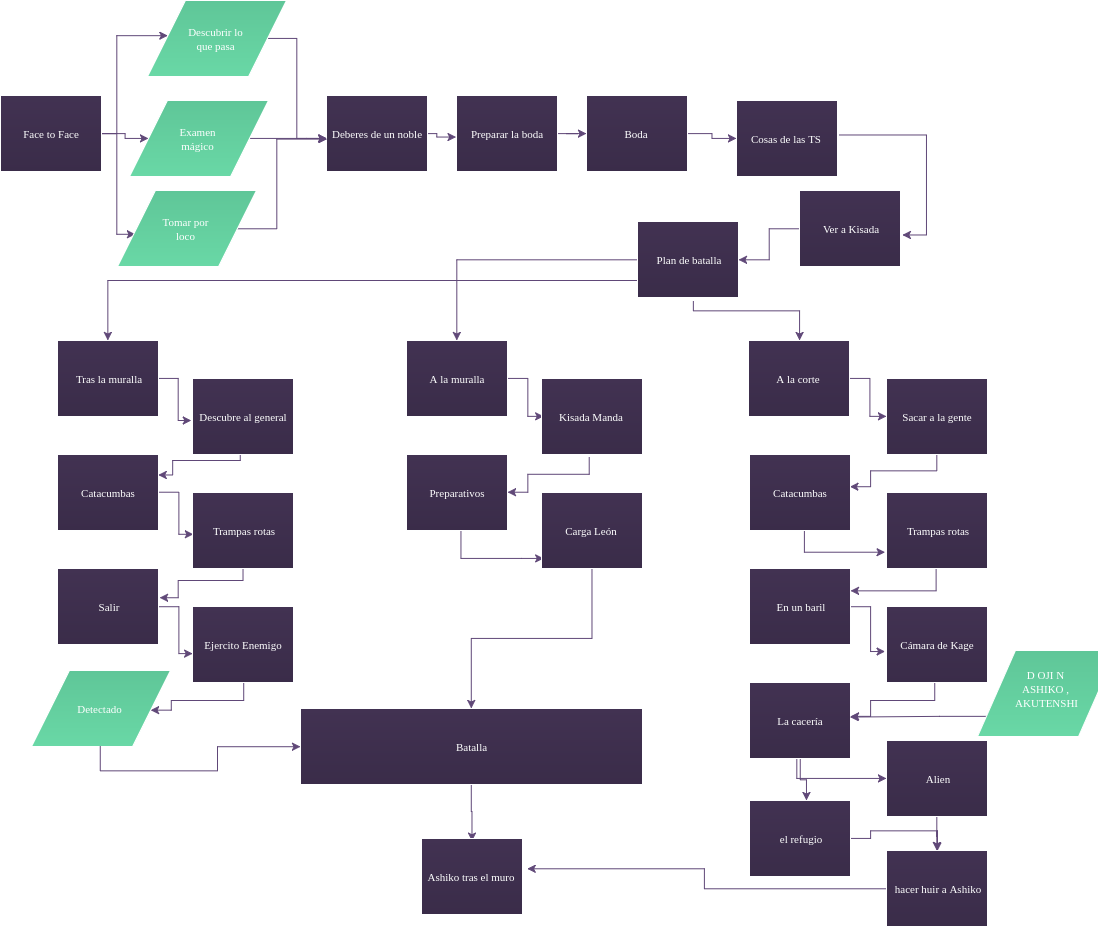 Descubrir lo
que pasa
Face to Face
Examen
mágico
Deberes de un noble
Preparar la boda
Boda
Cosas de las TS
Tomar por
loco
Ver a Kisada
Plan de batalla
Tras la muralla
Descubre al general
Catacumbas
Trampas rotas
Salir
Ejercito Enemigo
Detectado
A la muralla
Kisada Manda
Preparativos
Carga León
Batalla
A la corte
Sacar a la gente
Catacumbas
Trampas rotas
En un baril
Cámara de Kage
D OJI N
ASHIKO ,
AKUTENSHI
La cacería
Alien
el refugio
hacer huir a Ashiko
Ashiko tras el muro